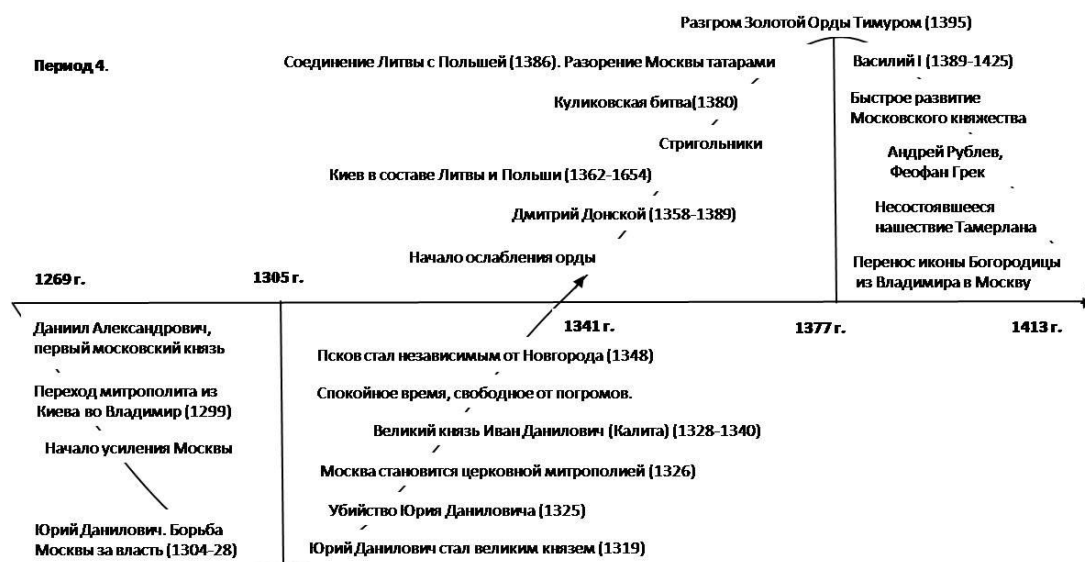 Разгром Золотой Орды Тимуром (1395)
Период 4.
Соединение Литвы с Польшей (1386). Разорение Москвы татарами
Куликовская битва(1380)
Стригольники
Киев в составе Литвы и Польши (1362-1654)
Дмитрий Донской (1358-1389)
Начало ослабления орды
Василий I (1389-1425)
Быстрое развитие
Московского княжества
Андрей Рублев,
Феофан Грек
Несостоявшееся
нашествие Тамерлана
Перенос иконы Богородицы
из Владимира в Москву
1269 г.
1305 г.
1341 г.
1377 г.
1413 г.
Даниил Александрович,
первый московский князь
Переход митрополита из
Киева во Владимир (1299)
Начало усиления Москвы
Юрий Данилович. Борьба
Москвы за власть (1304-28)
Псков стал независимым от Новгорода (1348)
Спокойное время, свободное от погромов.
Великий князь Иван Данилович (Калита) (1328-1340)
Москва становится церковной митрополией (1326)
Убийство Юрия Даниловича (1325)
Юрий Данилович стал великим князем (1319)